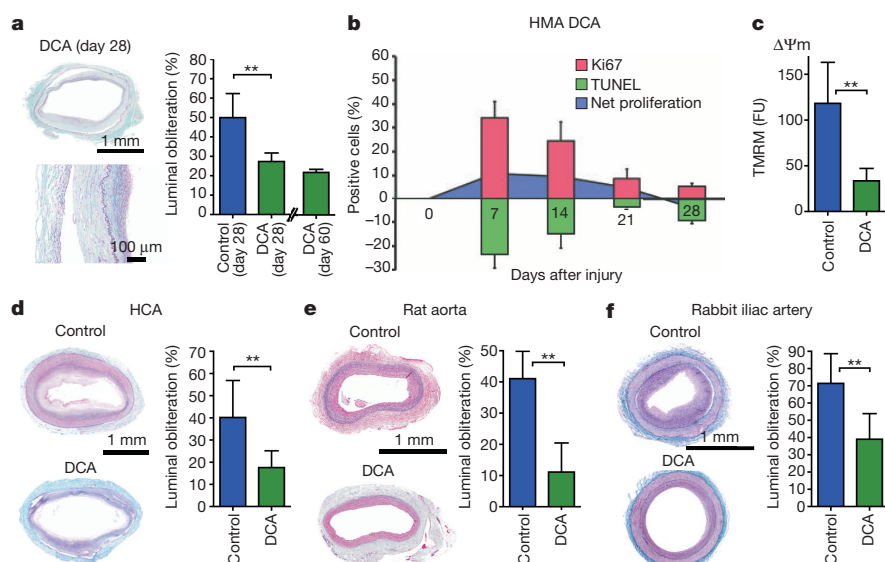 a
DCA (day 28)
1 mm
100 μm
Luminal obliteration (%)
80
70
60
50
40
30
20
10
0
**
Control
(day 28)
DCA
(day 28)
DCA
(day 60)
b
HMA DCA
Positive cells (%)
60
50
40
30
20
10
0
−10
−20
−30
Ki67
TUNEL
Net proliferation
0
7
14
21
28
Days after injury
c
ΔΨm
TMRM (FU)
150
100
50
0
**
Control
DCA
d
HCA
Control
1 mm
DCA
Luminal obliteration (%)
70
60
50
40
30
20
10
0
**
Control
DCA
e
Rat aorta
Control
1 mm
DCA
Luminal obliteration (%)
50
40
30
20
10
0
**
Control
DCA
f
Rabbit iliac artery
Control
1 mm
DCA
Luminal obliteration (%)
90
80
70
60
50
40
30
20
10
0
**
Control
DCA